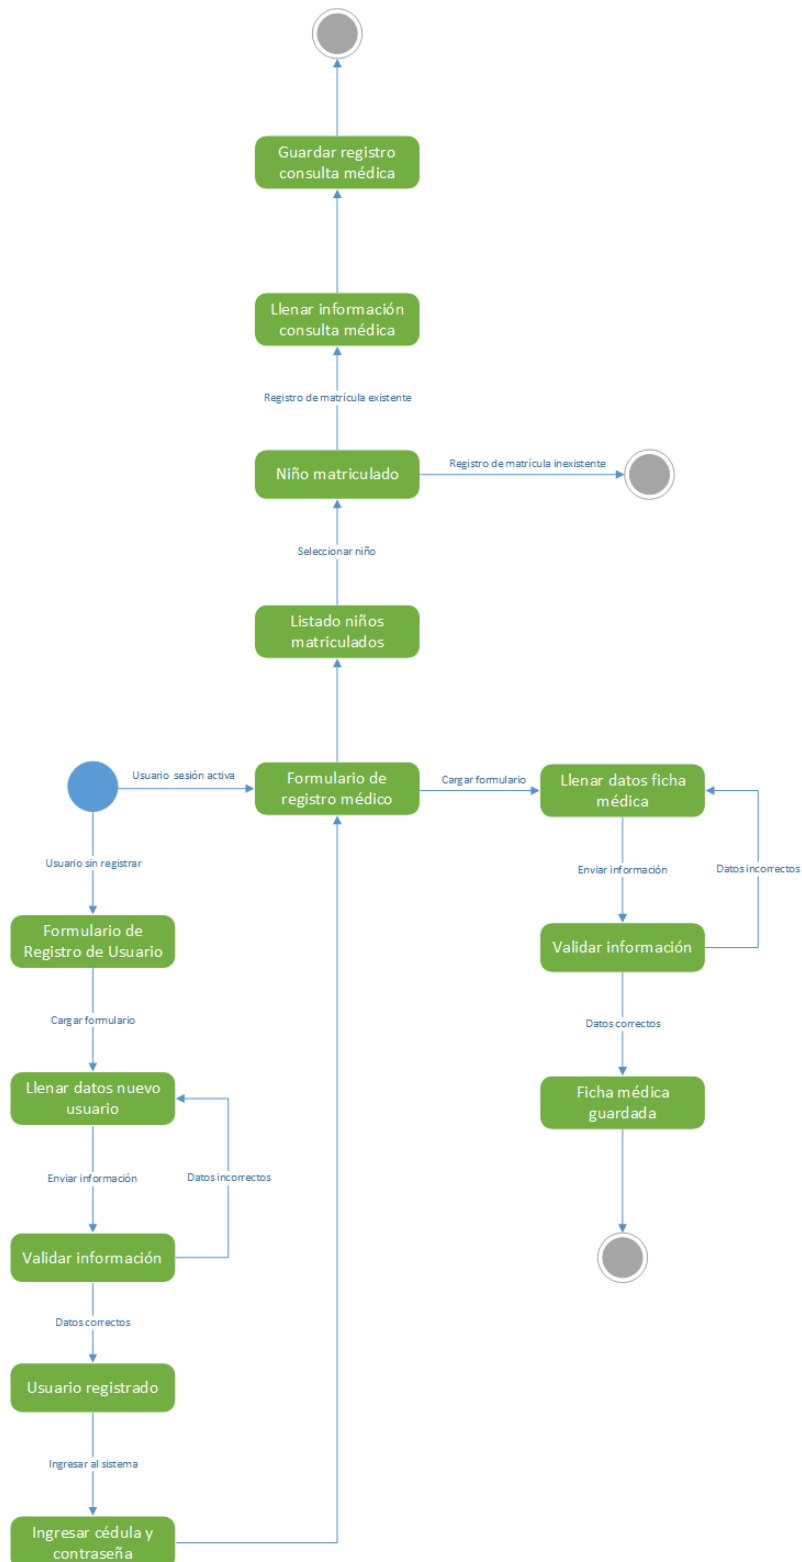 Guardar registro
consulta médica
Llenar información
consulta médica
Registro de matrícula existente
Niño matriculado
Registro de matrícula inexistente
Seleccionar niño
Listado niños
matriculados
Usuario sesión activa
Formulario de
registro médico
Cargar formulario
Llenar datos ficha
médica
Usuario sin registrar
Enviar información
Datos incorrectos
Formulario de
Registro de Usuario
Validar información
Cargar formulario
Datos correctos
Llenar datos nuevo
usuario
Ficha médica
guardada
Enviar información
Datos incorrectos
Validar información
Datos correctos
Usuario registrado
Ingresar al sistema
Ingresar cédula y
contraseña